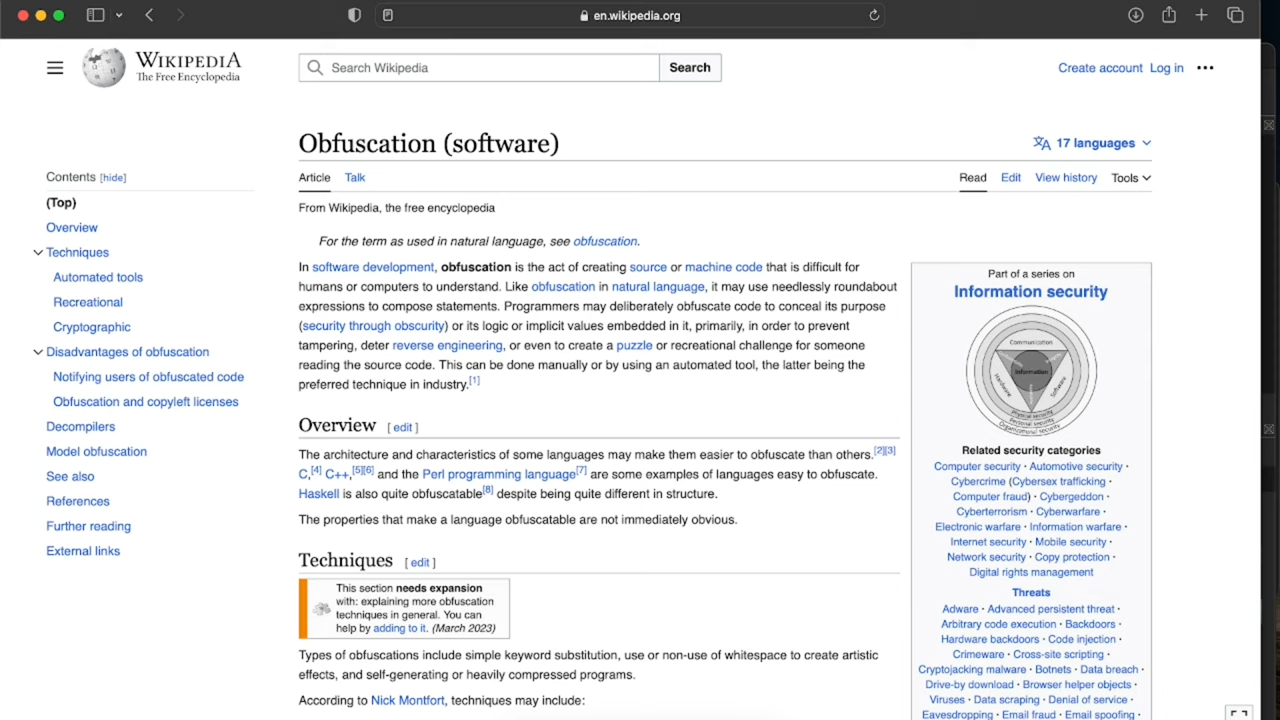 en.wikipedia.org
WIKIPEDIA
The Free Encyclopedia
Search Wikipedia
Search
Create account Log in
Obfuscation (software)
17 languages
Article Talk
Read Edit View history Tools
From Wikipedia, the free encyclopedia
Contents [hide]
(Top)
Overview
Techniques
Automated tools
Recreational
Cryptographic
Disadvantages of obfuscation
Notifying users of obfuscated code
Obfuscation and copyleft licenses
Decompilers
Model obfuscation
See also
References
Further reading
External links
For the term as used in natural language, see obfuscation.
In software development, obfuscation is the act of creating source or machine code that is difficult for
humans or computers to understand. Like obfuscation in natural language, it may use needlessly roundabout
expressions to compose statements. Programmers may deliberately obfuscate code to conceal its purpose
(security through obscurity) or its logic or implicit values embedded in it, primarily, in order to prevent
tampering, deter reverse engineering, or even to create a puzzle or recreational challenge for someone
reading the source code. This can be done manually or by using an automated tool, the latter being the
preferred technique in industry.[1]
Overview [ edit ]
The architecture and characteristics of some languages may make them easier to obfuscate than others.[2][3]
C,[4] C++,[5][6] and the Perl programming language[7] are some examples of languages easy to obfuscate.
Haskell is also quite obfuscatable[8] despite being quite different in structure.
The properties that make a language obfuscatable are not immediately obvious.
Techniques [ edit ]
This section needs expansion
with: explaining more obfuscation
techniques in general. You can
help by adding to it. (March 2023)
Types of obfuscations include simple keyword substitution, use or non-use of whitespace to create artistic
effects, and self-generating or heavily compressed programs.
According to Nick Montfort, techniques may include:
Part of a series on
Information security
Communication
Information
Hardware
Software
Physical security
Personal security
Organizational security
Related security categories
Computer security · Automotive security ·
Cybercrime (Cybersex trafficking ·
Computer fraud) · Cybergeddon ·
Cyberterrorism · Cyberwarfare ·
Electronic warfare · Information warfare ·
Internet security · Mobile security ·
Network security · Copy protection ·
Digital rights management
Threats
Adware · Advanced persistent threat ·
Arbitrary code execution · Backdoors ·
Hardware backdoors · Code injection ·
Crimeware · Cross-site scripting ·
Cryptojacking malware · Botnets · Data breach ·
Drive-by download · Browser helper objects ·
Viruses · Data scraping · Denial of service ·
Eavesdropping · Email fraud · Email spoofing ·